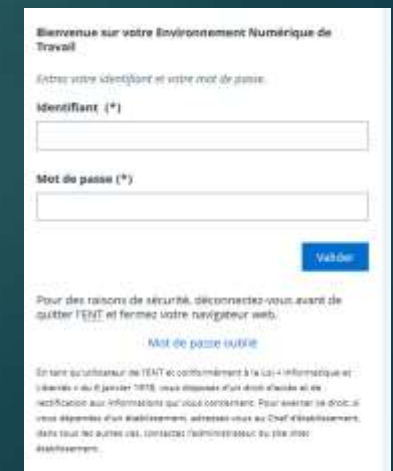 Bienvenue sur votre Environnement Numérique de
Travail
Entrez votre identifiant et votre mot de passe.
Identifiant (*)
Mot de passe (*)
Valider
Pour des raisons de sécurité, déconnectez-vous avant de
quitter l'ENT et fermez votre navigateur web.
Mot de passe oublié
En tant qu'utilisateur de l'ENT et conformément à la Loi « Informatique et
Libertés » du 6 janvier 1978, vous disposez d'un droit d'accès et de
rectification aux informations qui vous concernent. Pour exercer ce droit, si
vous dépendez d'un établissement, adressez-vous au Chef d'établissement,
dans tous les autres cas, contactez l'administrateur du site inter
établissement.